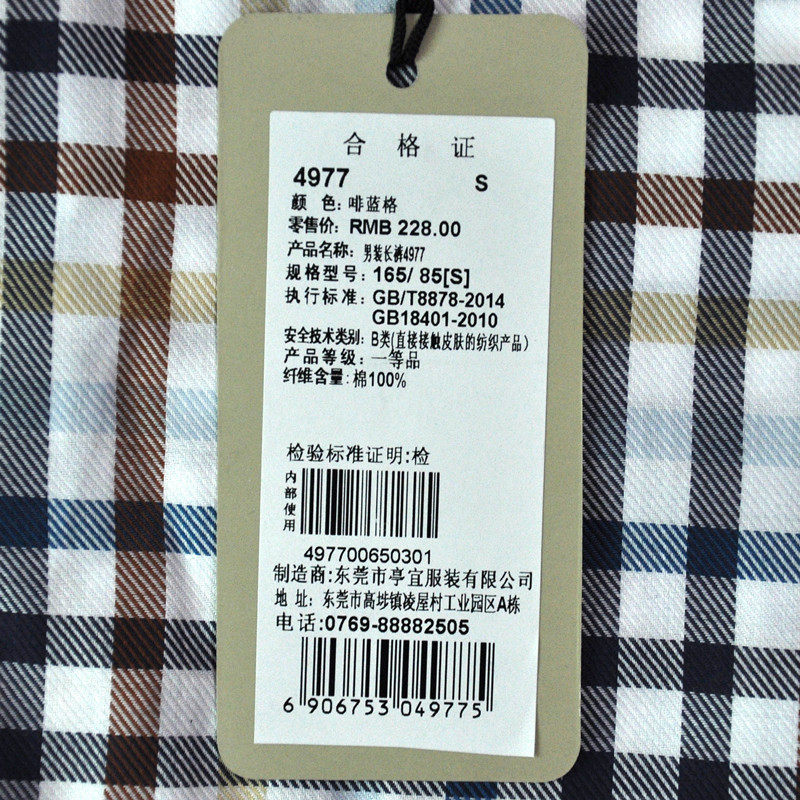 合格证
4977 S
颜 色：啡蓝格
零售价：RMB 228.00
产品名称：男装长裤4977
规格型号：165/ 85[S]
执行标准：GB/T8878-2014
GB18401-2010
安全技术类别：B类(直接接触皮肤的纺织产品)
产品等级：一等品
纤维含量：棉100%
检验标准证明:检
内部使用
497700650301
制造商:东莞市亭宜服装有限公司
地 址：东莞市高埗镇凌屋村工业园区A栋
电话:0769-88882505
6 906753 049775